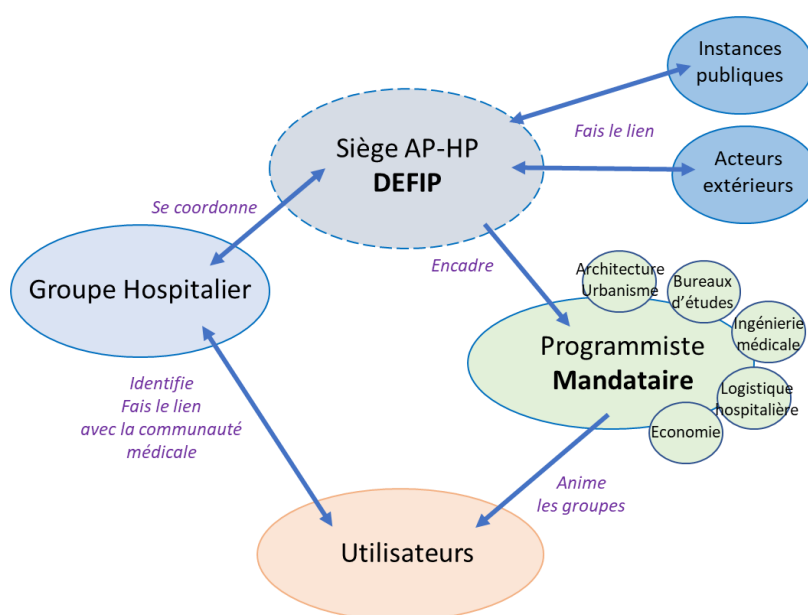 Instances
publiques
Fais le lien
Siège AP-HP
DEFIP
Acteurs
extérieurs
Se coordonne
Encadre
Groupe Hospitalier
Architecture
Urbanisme
Bureaux
d'études
Ingénierie
médicale
Programmiste
Mandataire
Logistique
hospitalière
Economie
Identifie
Fais le lien
avec la communauté
médicale
Anime
les groupes
Utilisateurs